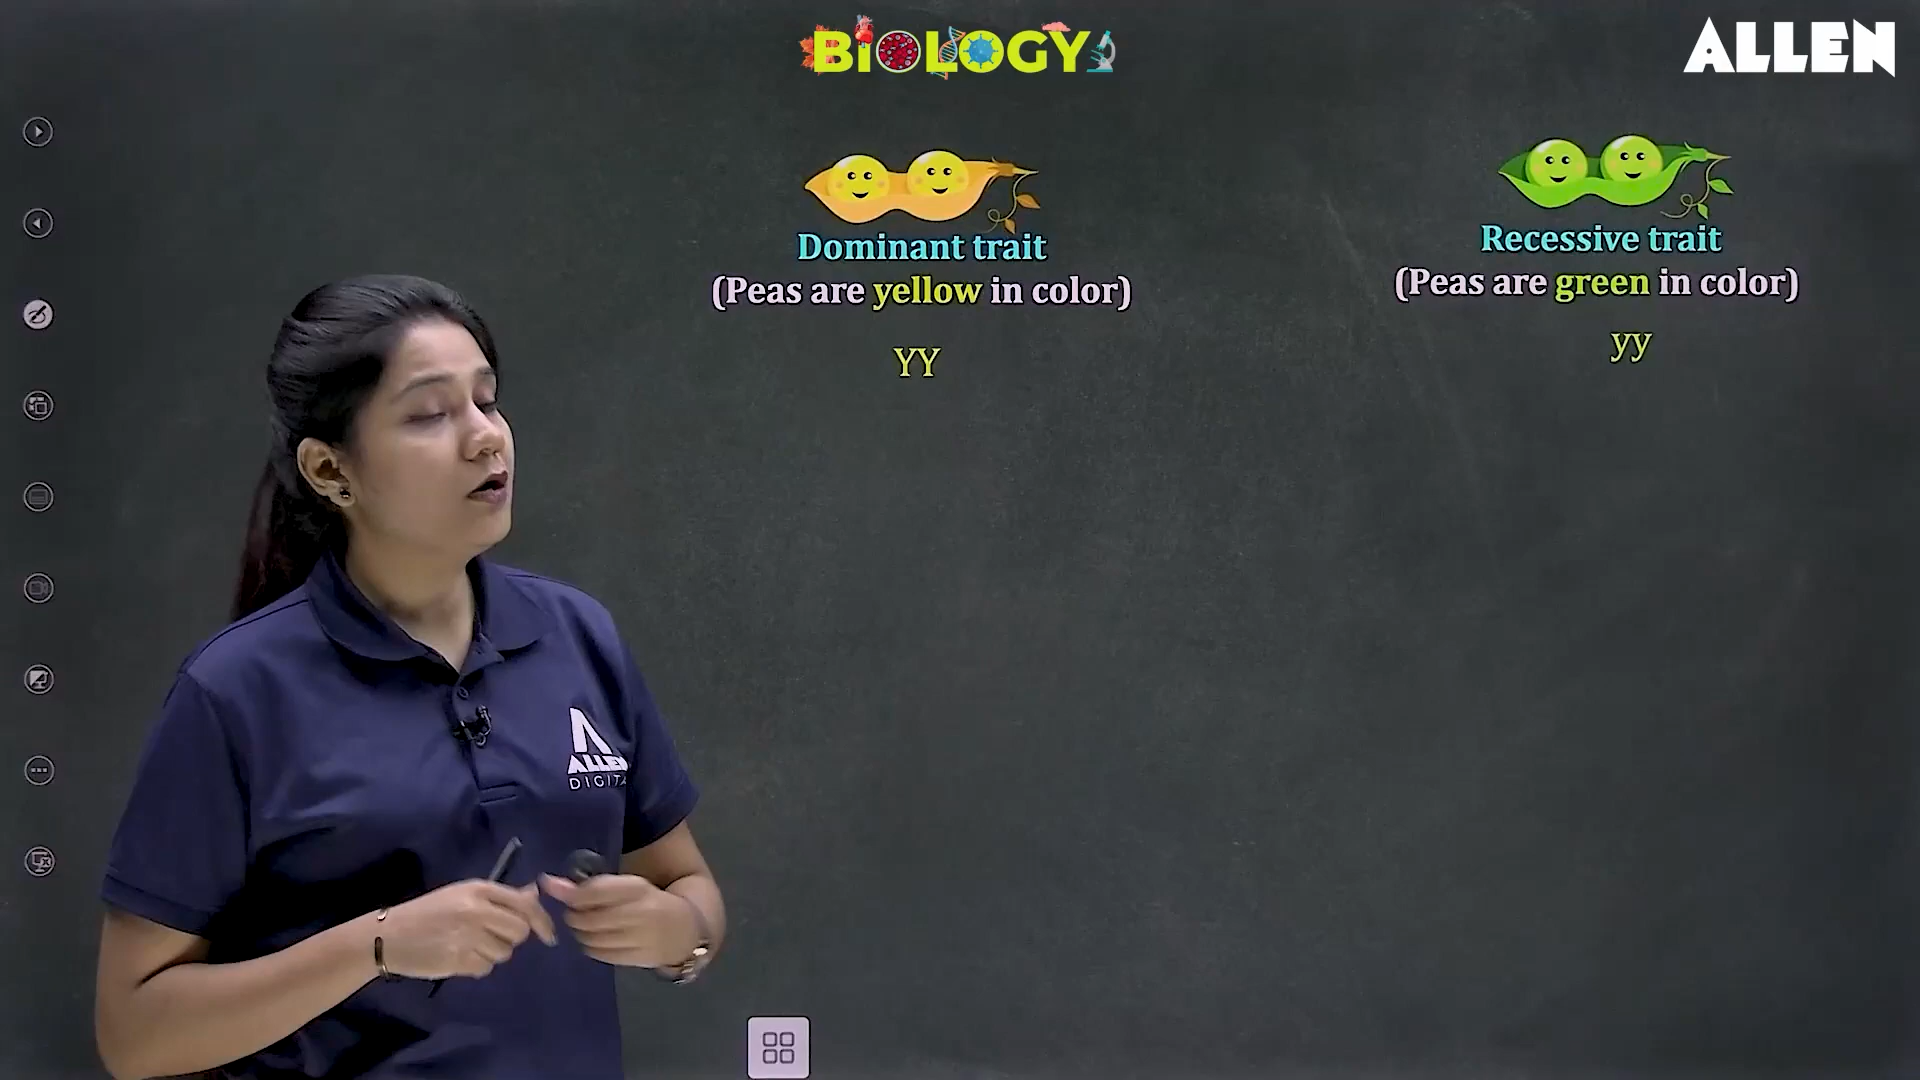 BIOLOGY
ALLEN
Dominant trait
(Peas are yellow in color)
YY
Recessive trait
(Peas are green in color)
yy
ALLEN